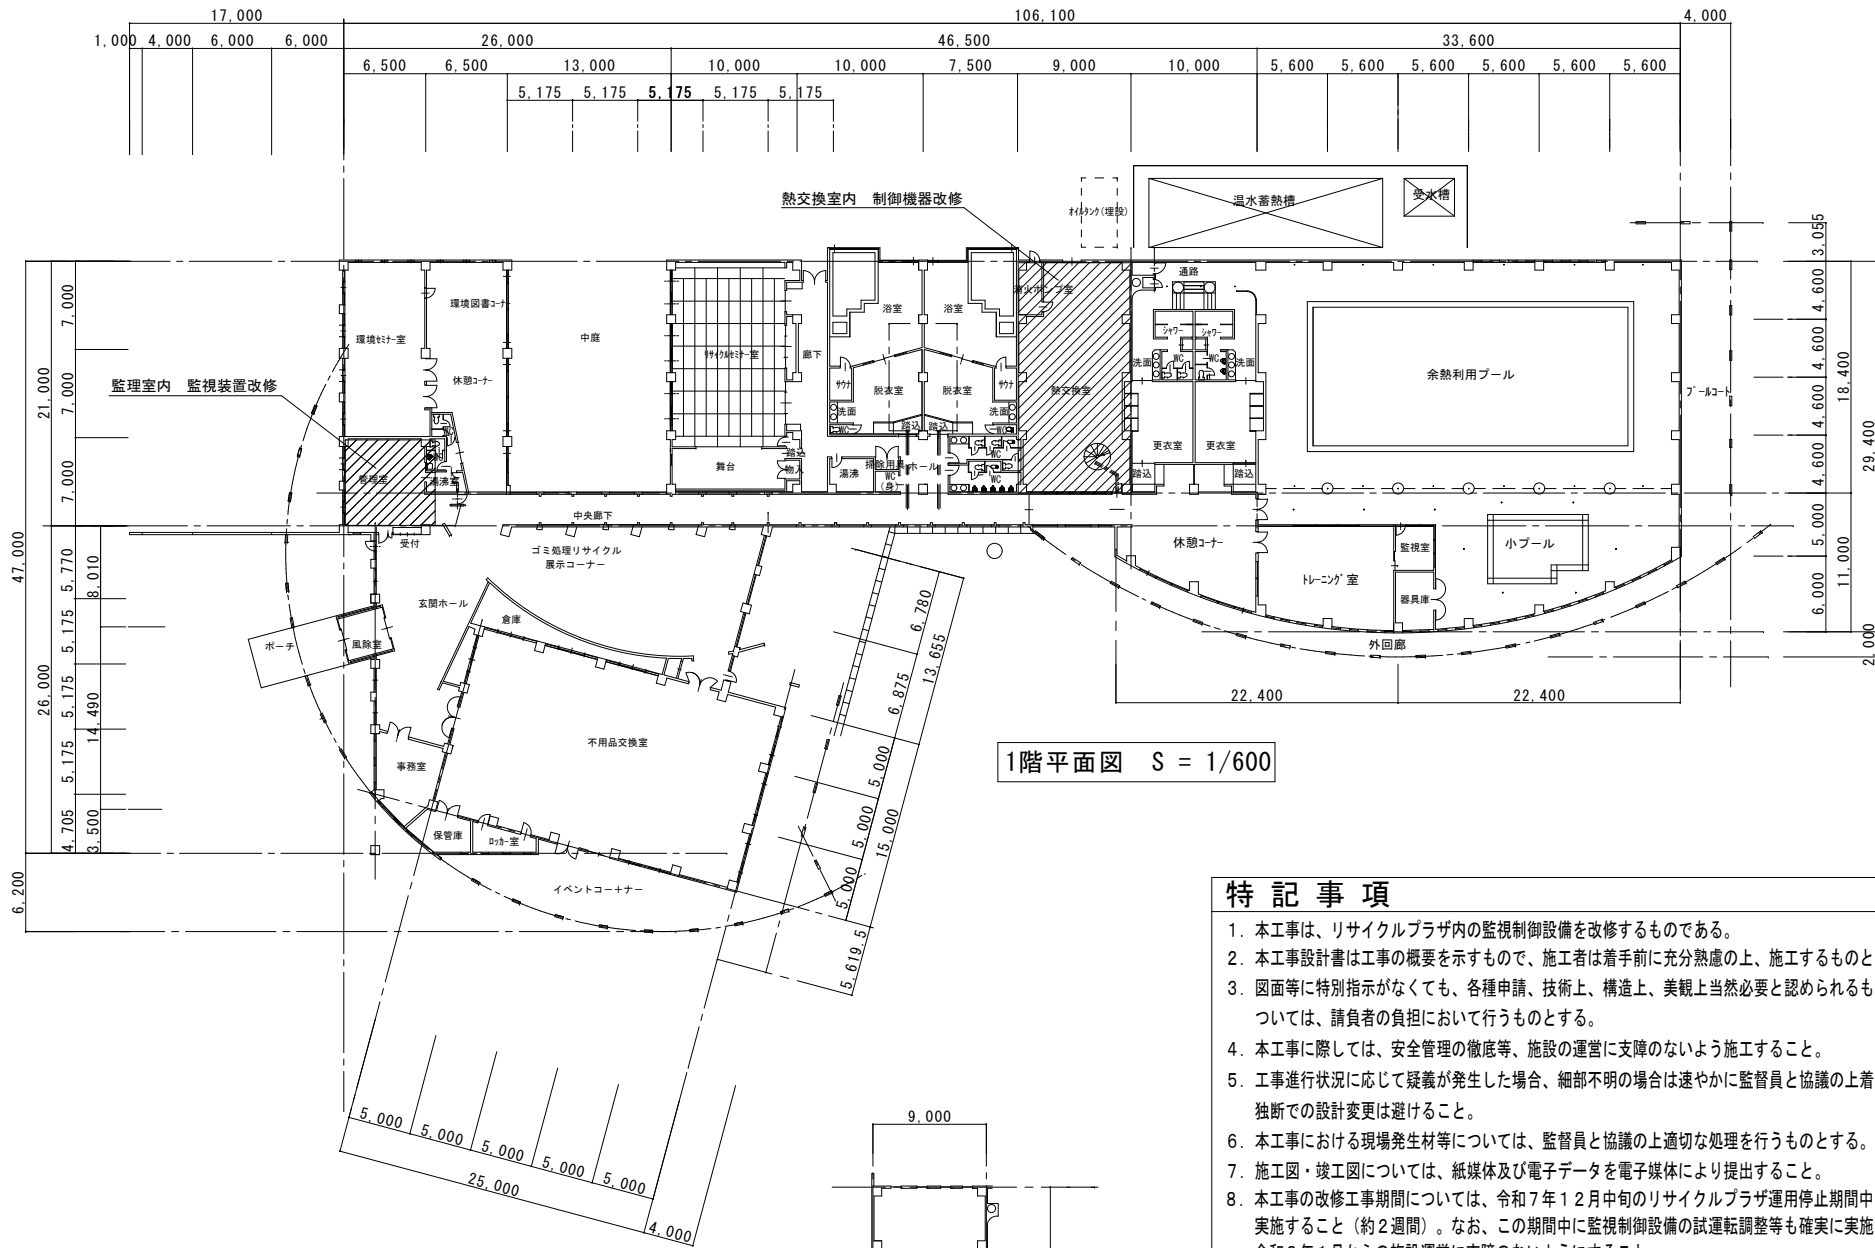 17,000
106,100
4,000
1,000 4,000 6,000 6,000
26,000
46,500
33,600
6,500 6,500 13,000 10,000 10,000 7,500 9,000 10,000 5,600 5,600 5,600 5,600 5,600 5,600
5,175 5,175 5,175 5,175 5,175
熱交換室内 制御機器改修
オイルタンク(埋設)
温水蓄熱槽
受水槽
監理室内 監視装置改修
環境セミナー室
環境図書コーナー
休憩コーナー
中庭
リサイクルセミナー室
廊下
浴室
浴室
サウナ
脱衣室
脱衣室
サウナ
洗面
洗面
WC
踏込
踏込
WC
消火ポンプ室
熱交換室
通路
シャワー
シャワー
洗面
WC
WC
洗面
更衣室
更衣室
踏込
踏込
余熱利用プール
プールコート
管理室
湯沸室
舞台
踏込
物入
湯沸
掃除用具
WC
(身)
ホール
WC
WC
中央廊下
受付
ゴミ処理リサイクル
展示コーナー
玄関ホール
倉庫
ポーチ
風除室
不用品交換室
事務室
保管庫
ロッカー室
イベントコーナー
休憩コーナー
トレーニング室
監視室
器具庫
小プール
外回廊
22,400
22,400
3,055
4,600
4,600
4,600
4,600
18,400
29,400
5,000
6,000
11,000
2,000
7,000
7,000
7,000
21,000
47,000
26,000
6,200
5,770
5,175
5,175
5,175
4,705
8,010
14,490
3,500
6,780
6,875
13,655
5,000
5,000
5,000
15,000
5,619.5
5,000
5,000
5,000
5,000
5,000
25,000
4,000
9,000
1階平面図 S = 1/600
特 記 事 項
1. 本工事は、リサイクルプラザ内の監視制御設備を改修するものである。
2. 本工事設計書は工事の概要を示すもので、施工者は着手前に充分熟慮の上、施工するものと
3. 図面等に特別指示がなくても、各種申請、技術上、構造上、美観上当然必要と認められるも
ついては、請負者の負担において行うものとする。
4. 本工事に際しては、安全管理の徹底等、施設の運営に支障のないよう施工すること。
5. 工事進行状況に応じて疑義が発生した場合、細部不明の場合は速やかに監督員と協議の上着
独断での設計変更は避けること。
6. 本工事における現場発生材等については、監督員と協議の上適切な処理を行うものとする。
7. 施工図・竣工図については、紙媒体及び電子データを電子媒体により提出すること。
8. 本工事の改修工事期間については、令和7年12月中旬のリサイクルプラザ運用停止期間中
実施すること（約2週間）。なお、この期間中に監視制御設備の試運転調整等も確実に実施